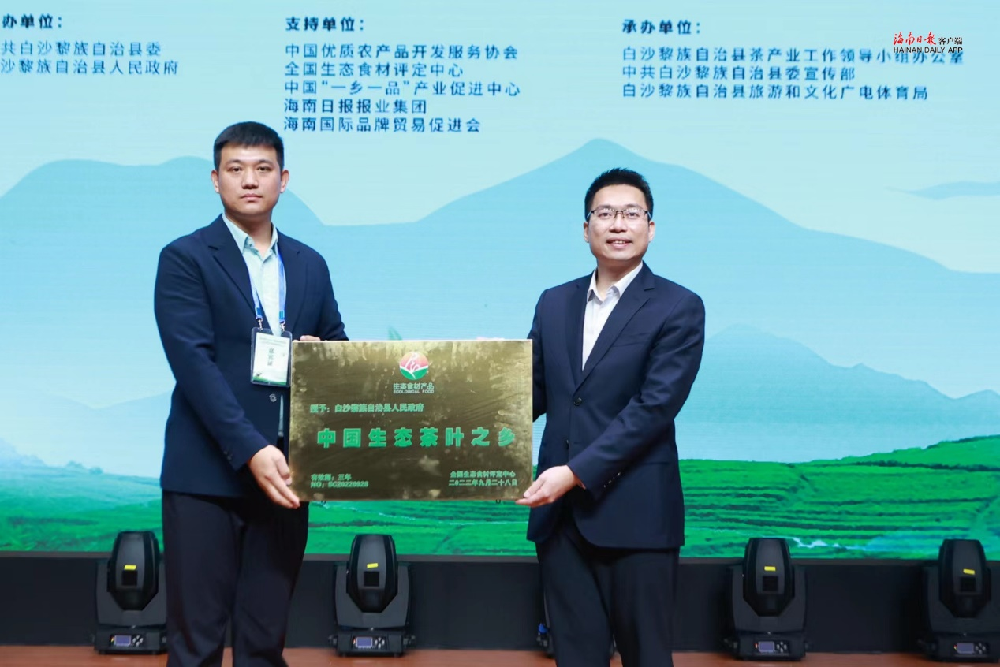 办单位：
共白沙黎族自治县委
沙黎族自治县人民政府
支持单位：
中国优质农产品开发服务协会
全国生态食材评定中心
中国“一乡一品”产业促进中心
海南日报报业集团
海南国际品牌贸易促进会
承办单位：
白沙黎族自治县茶产业工作领导小组办公室
中共白沙黎族自治县委宣传部
白沙黎族自治县旅游和文化广电体育局
海南日报客户端
HAINAN DAILY APP
嘉宾证
生态食材产品
ECOLOGICAL FOOD
授予：白沙黎族自治县人民政府
中国生态茶叶之乡
有效期：三年
NO：SC20220928
全国生态食材评定中心
二〇二二年九月二十八日